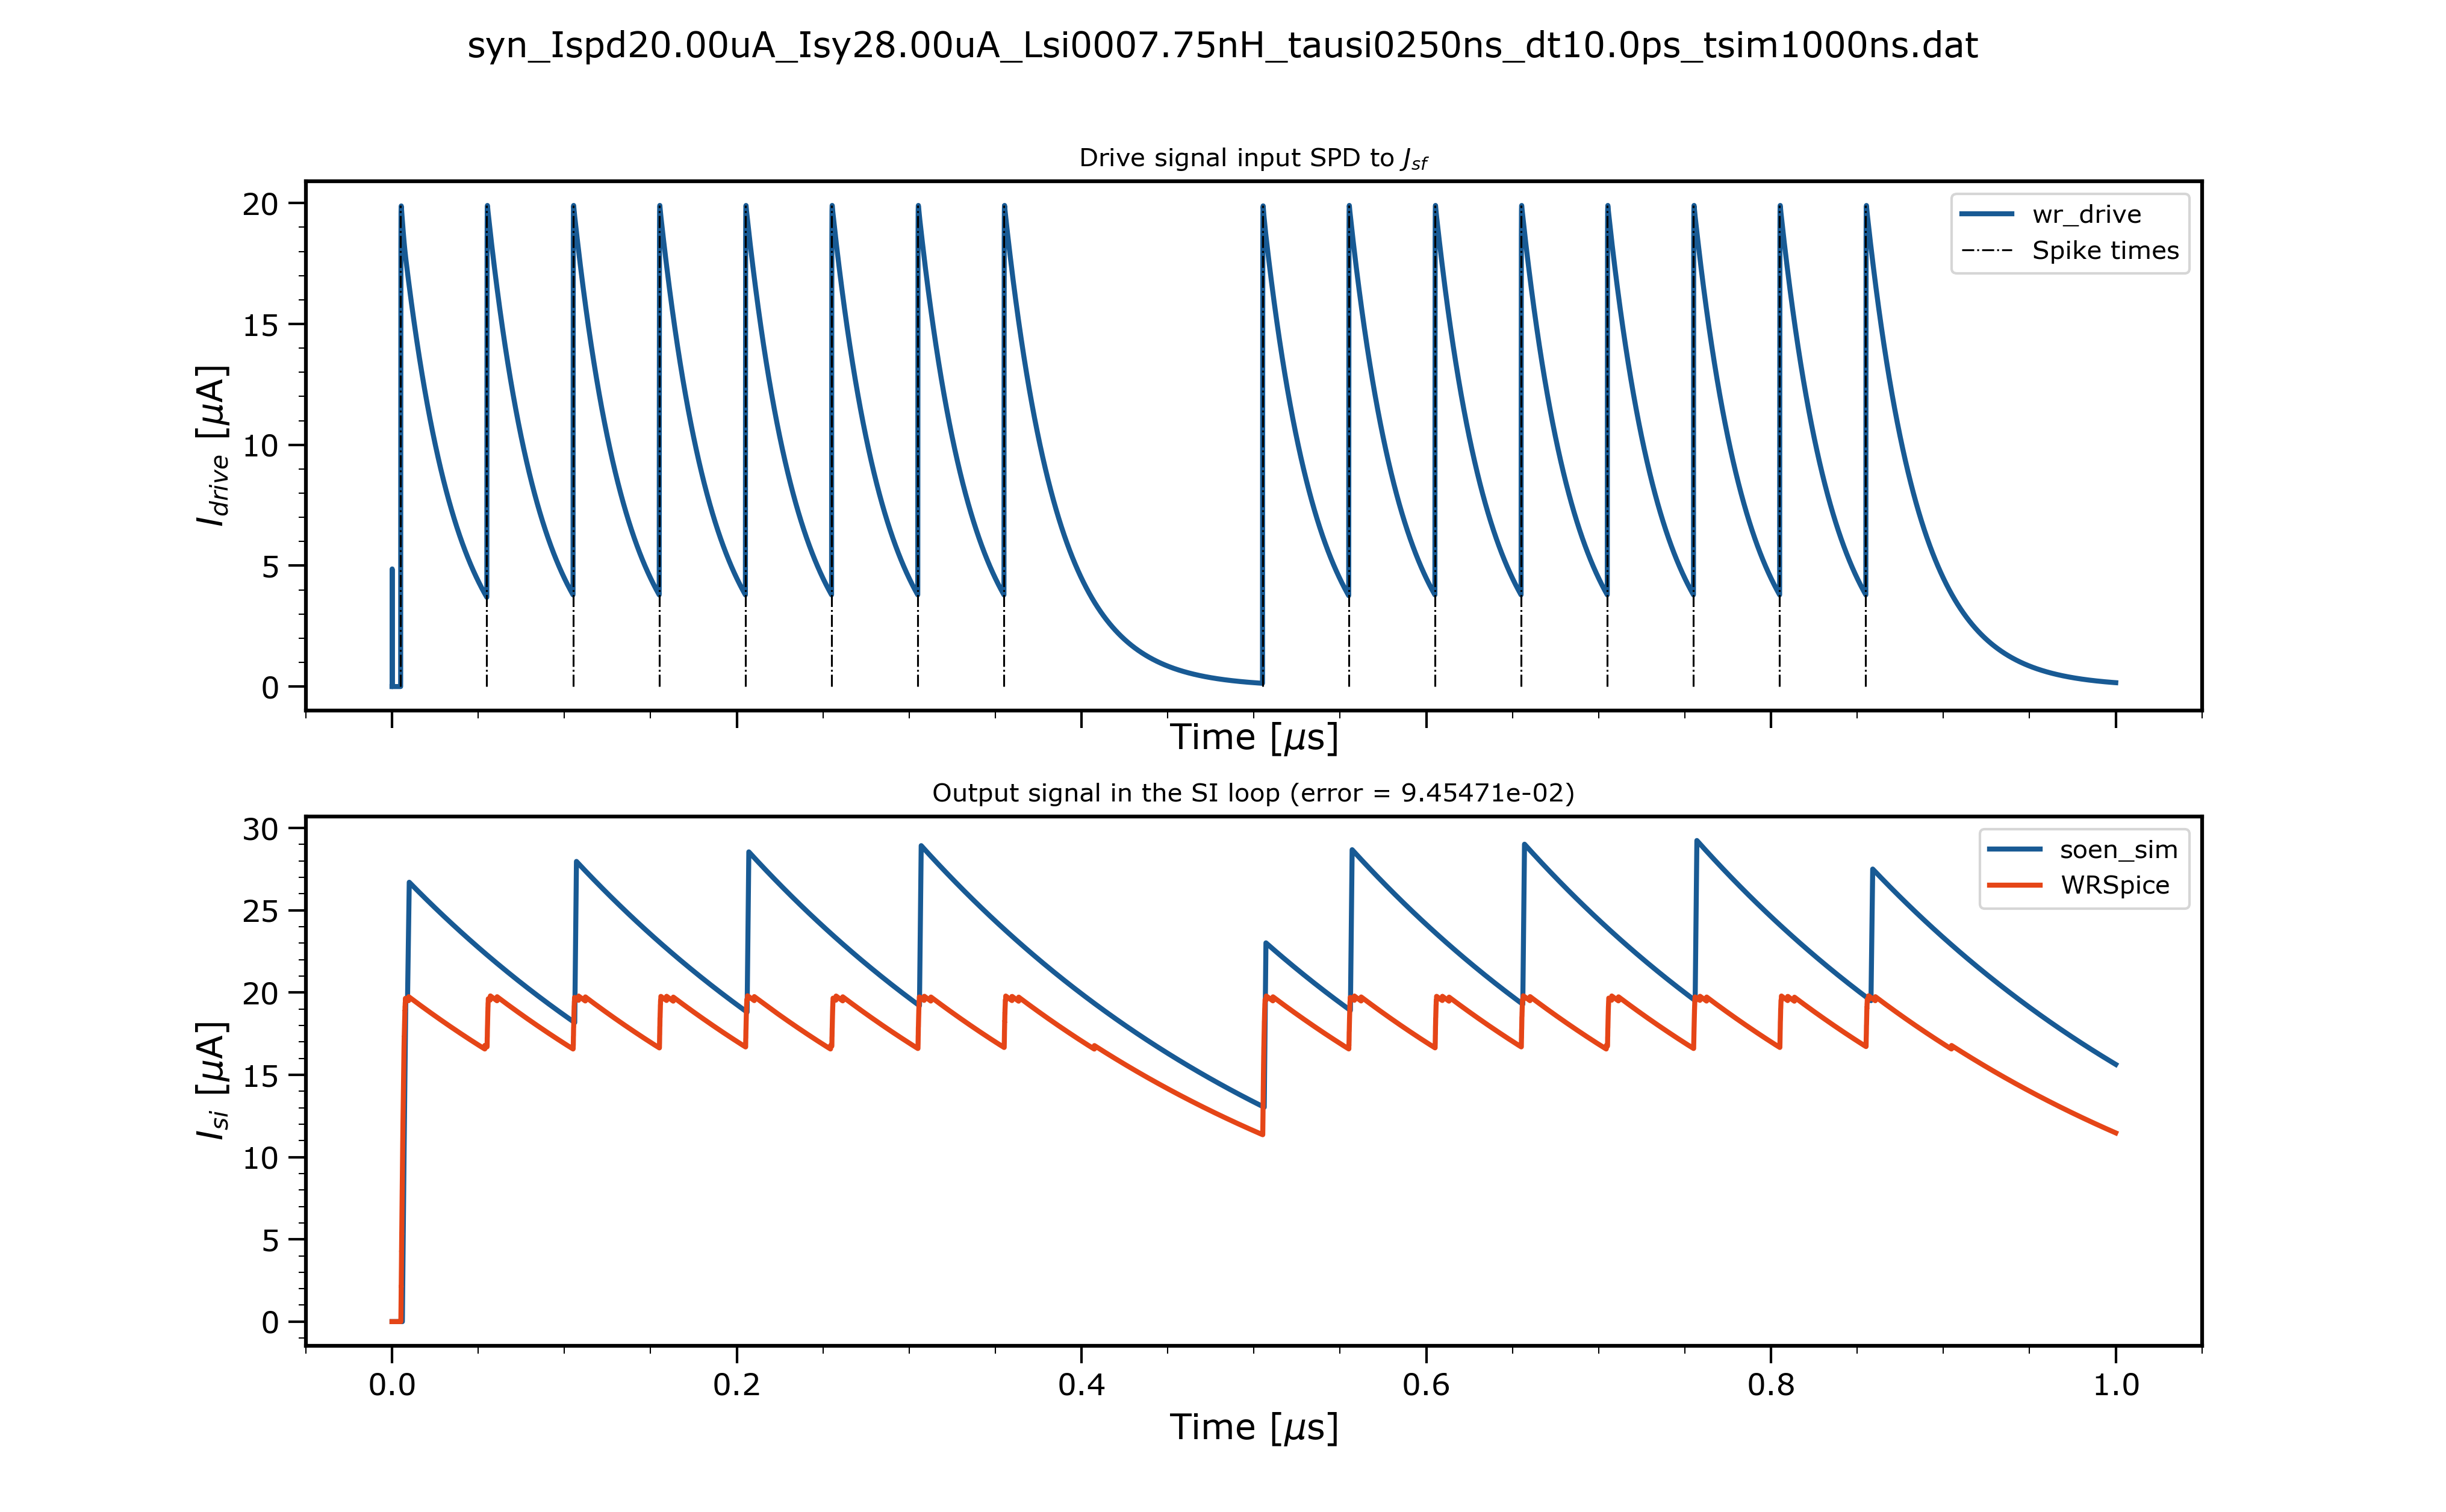 syn_Ispd20.00uA_Isy28.00uA_Lsi0007.75nH_tausi0250ns_dt10.0ps_tsim1000ns.dat
Drive signal input SPD to J_sf
20
15
10
5
0
I_drive [μA]
wr_drive
Spike times
Time [μs]
Output signal in the SI loop (error = 9.45471e-02)
30
25
20
15
10
5
0
I_si [μA]
soen_sim
WRSpice
0.0 0.2 0.4 0.6 0.8 1.0
Time [μs]